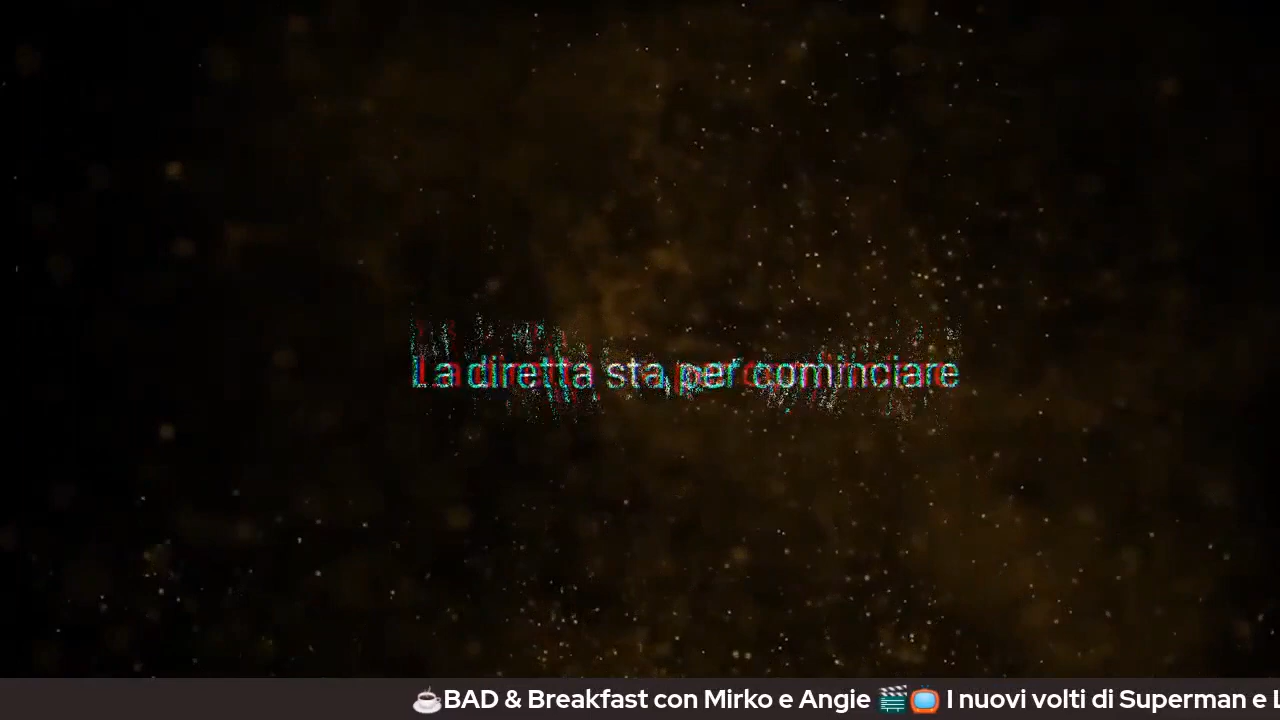 La diretta sta per cominciare
☕BAD & Breakfast con Mirko e Angie 🎬📺 I nuovi volti di Superman e